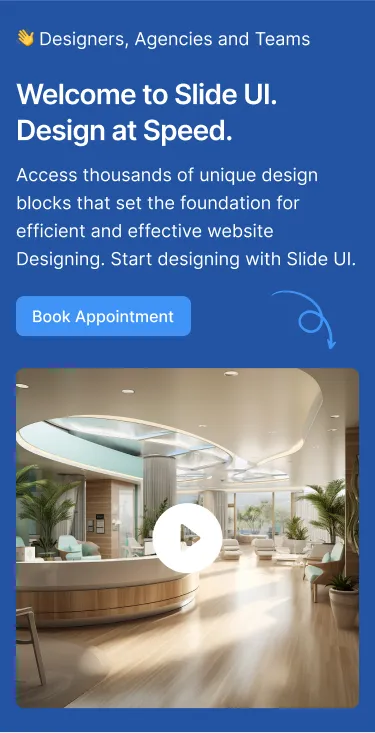 👋 Designers, Agencies and Teams
Welcome to Slide UI.
Design at Speed.
Access thousands of unique design
blocks that set the foundation for
efficient and effective website
Designing. Start designing with Slide UI.
Book Appointment